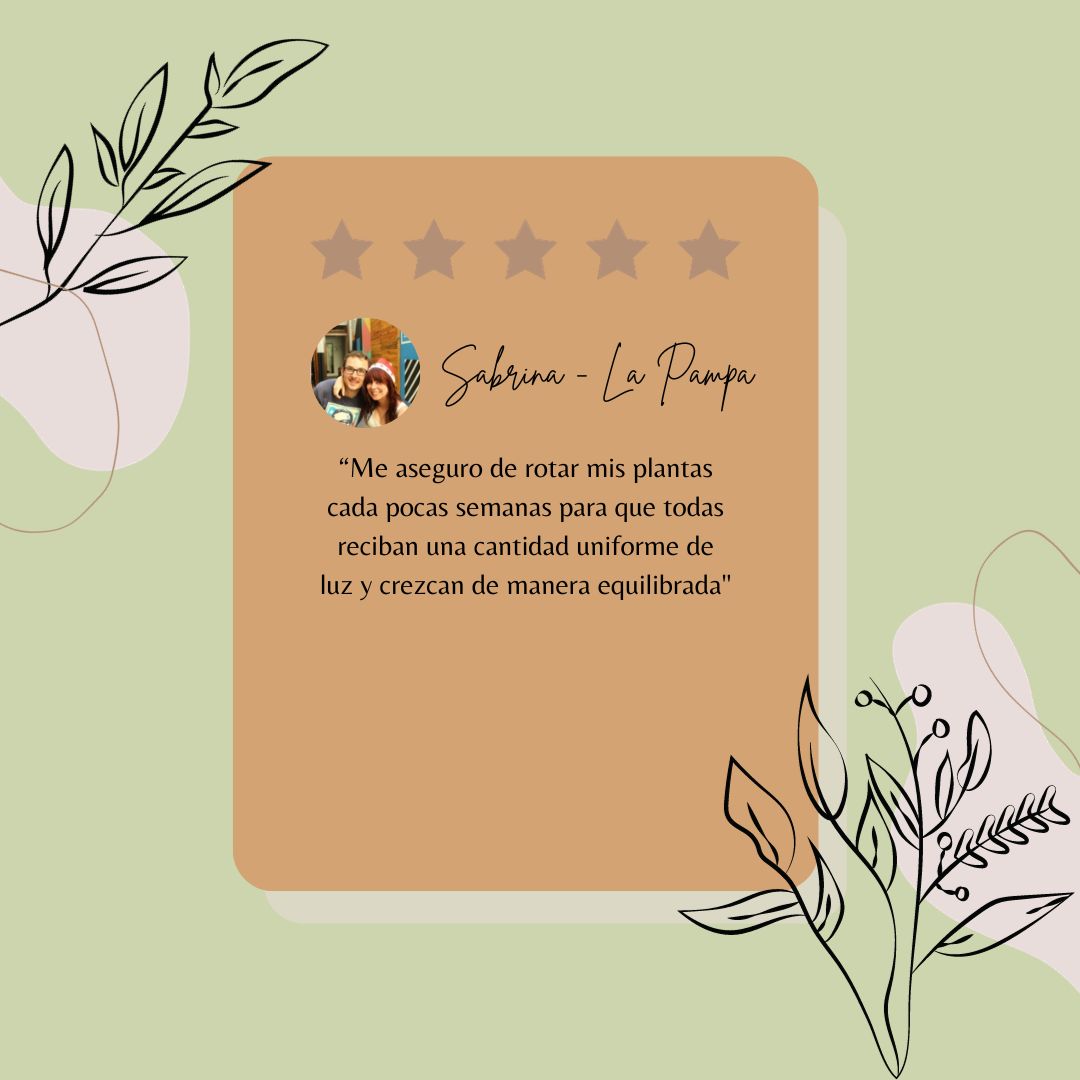 Sabrina - La Pampa
“Me aseguro de rotar mis plantas
cada pocas semanas para que todas
reciban una cantidad uniforme de
luz y crezcan de manera equilibrada"